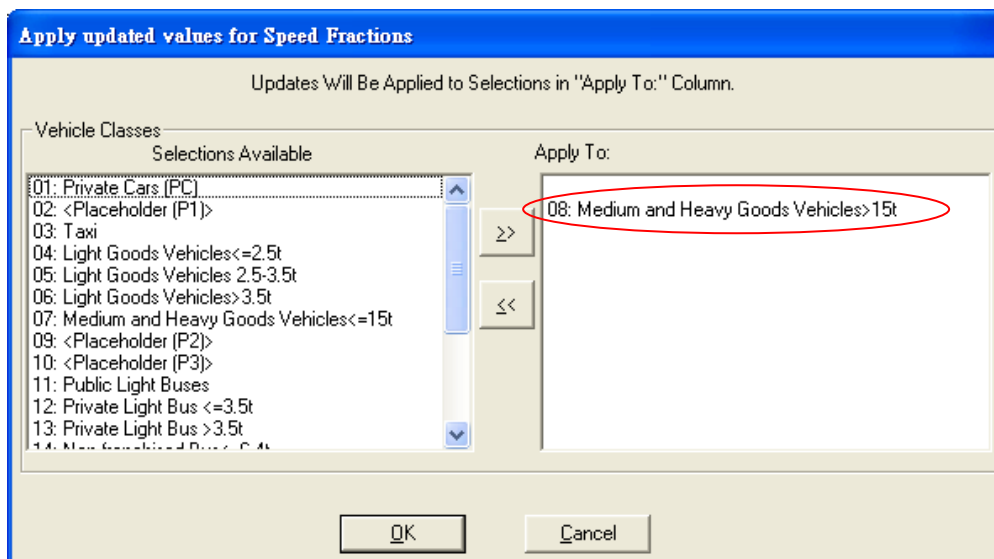 Apply updated values for Speed Fractions
Updates Will Be Applied to Selections in "Apply To:" Column.
Vehicle Classes
Selections Available
Apply To:
01: Private Cars (PC)
02: <Placeholder (P1)>
03: Taxi
04: Light Goods Vehicles<=2.5t
05: Light Goods Vehicles 2.5-3.5t
06: Light Goods Vehicles>3.5t
07: Medium and Heavy Goods Vehicles<=15t
09: <Placeholder (P2)>
10: <Placeholder (P3)>
11: Public Light Buses
12: Private Light Bus <=3.5t
13: Private Light Bus >3.5t
>>
<<
08: Medium and Heavy Goods Vehicles>15t
OK
Cancel